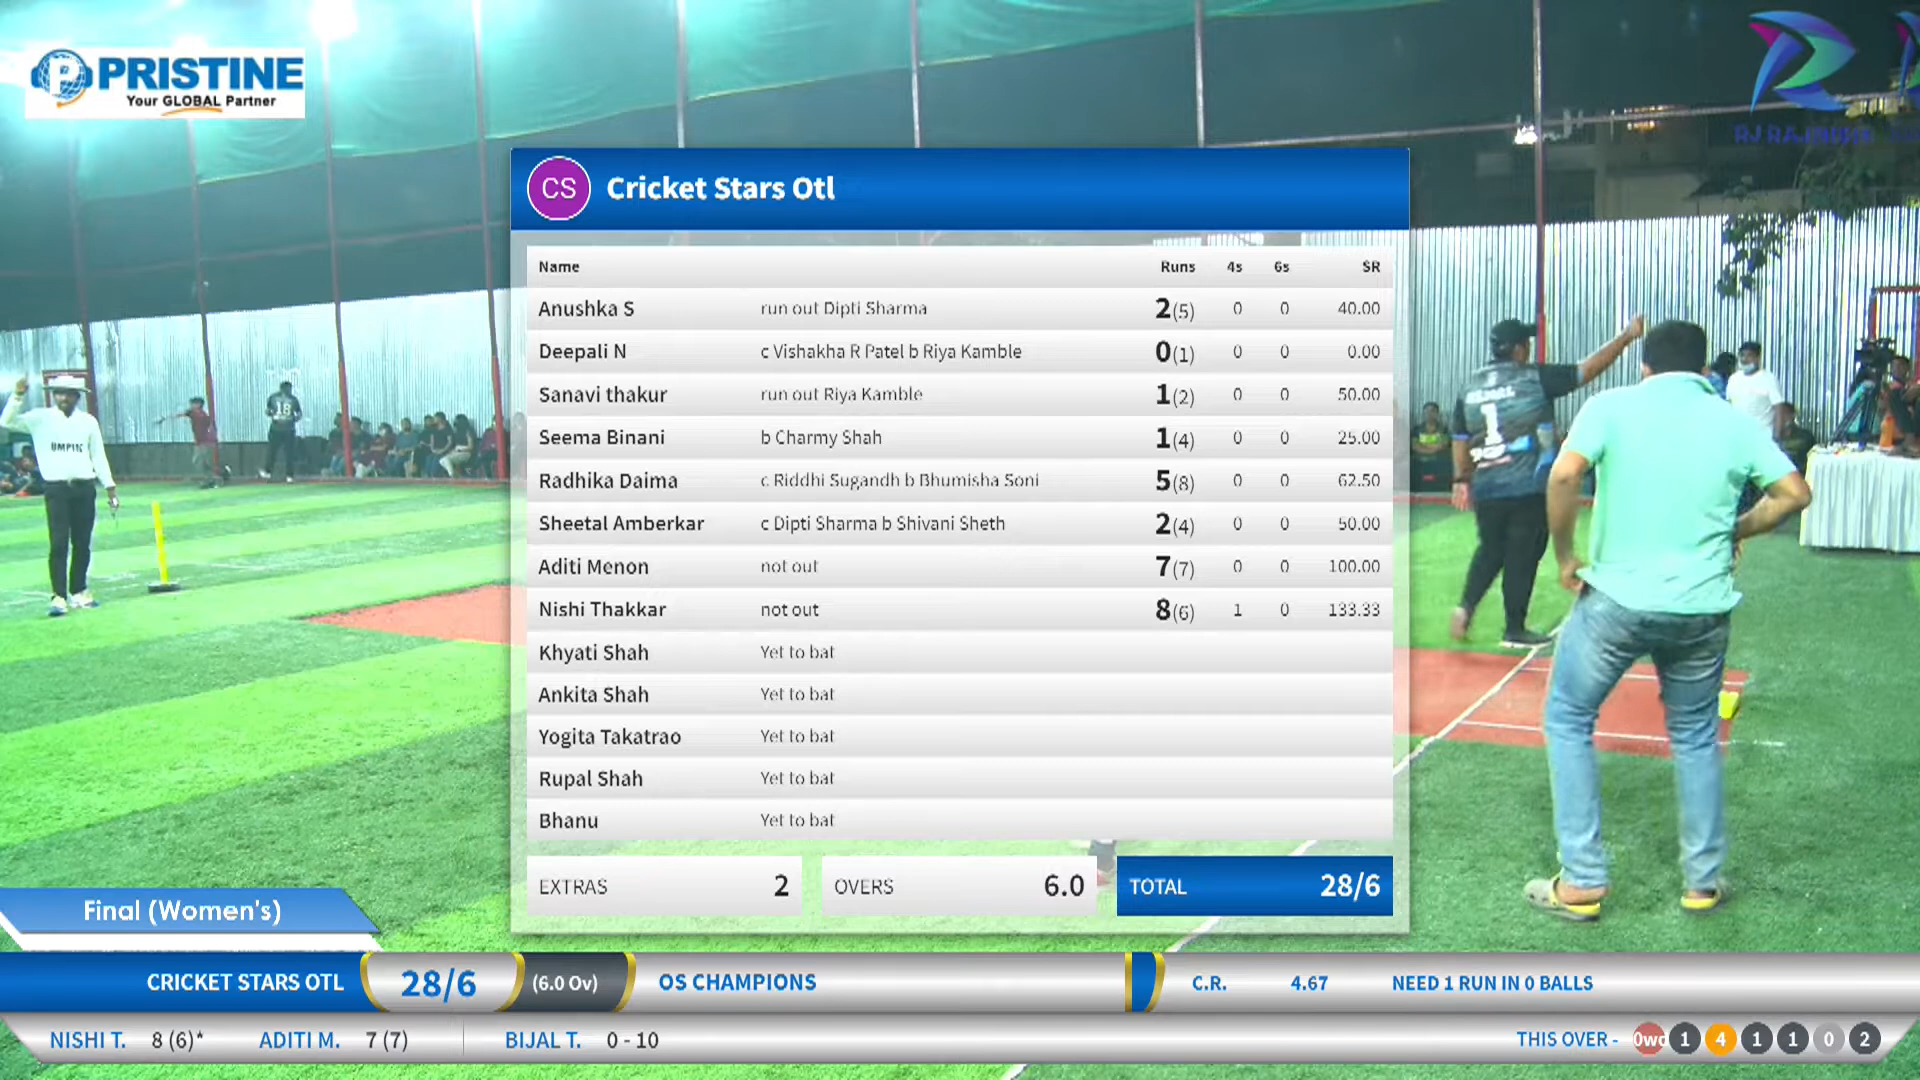 PRISTINE
Your GLOBAL Partner
CS
Cricket Stars Otl
Name Runs 4s 6s SR
Anushka S run out Dipti Sharma 2(5) 0 0 40.00
Deepali N c Vishakha R Patel b Riya Kamble 0(1) 0 0 0.00
Sanavi thakur run out Riya Kamble 1(2) 0 0 50.00
Seema Binani b Charmy Shah 1(4) 0 0 25.00
Radhika Daima c Riddhi Sugandh b Bhumisha Soni 5(8) 0 0 62.50
Sheetal Amberkar c Dipti Sharma b Shivani Sheth 2(4) 0 0 50.00
Aditi Menon not out 7(7) 0 0 100.00
Nishi Thakkar not out 8(6) 1 0 133.33
Khyati Shah Yet to bat
Ankita Shah Yet to bat
Yogita Takatrao Yet to bat
Rupal Shah Yet to bat
Bhanu Yet to bat
EXTRAS 2 OVERS 6.0 TOTAL 28/6
18
1
Final (Women's)
CRICKET STARS OTL 28/6 (6.0 Ov) OS CHAMPIONS C.R. 4.67 NEED 1 RUN IN 0 BALLS
NISHI T. 8 (6)* ADITI M. 7 (7) BIJAL T. 0 - 10 THIS OVER - 0wd 1 4 1 1 0 2